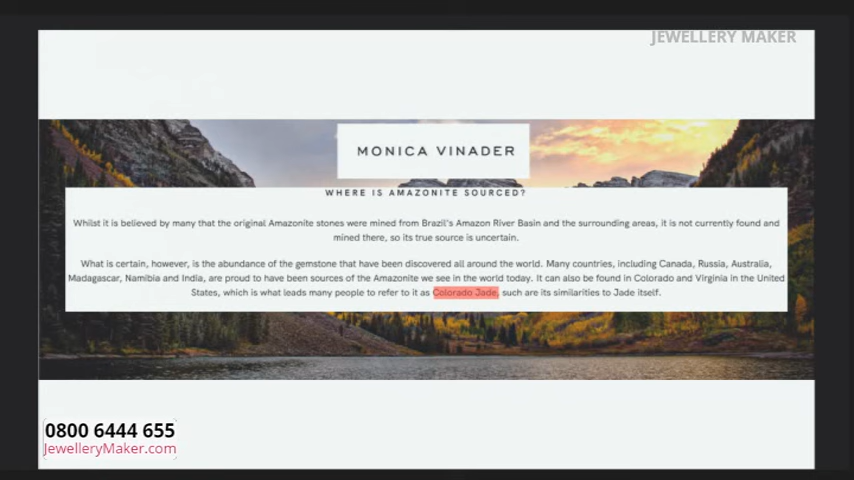 JEWELLERY MAKER
MONICA VINADER
WHERE IS AMAZONITE SOURCED?
Whilst it is believed by many that the original Amazonite stones were mined from Brazil's Amazon River Basin and the surrounding areas, it is not currently found and
mined there, so its true source is uncertain.
What is certain, however, is the abundance of the gemstone that have been discovered all around the world. Many countries, including Canada, Russia, Australia,
Madagascar, Namibia and India, are proud to have been sources of the Amazonite we see in the world today. It can also be found in Colorado and Virginia in the United
States, which is what leads many people to refer to it as Colorado Jade, such are its similarities to Jade itself.
0800 6444 655
JewelleryMaker.com